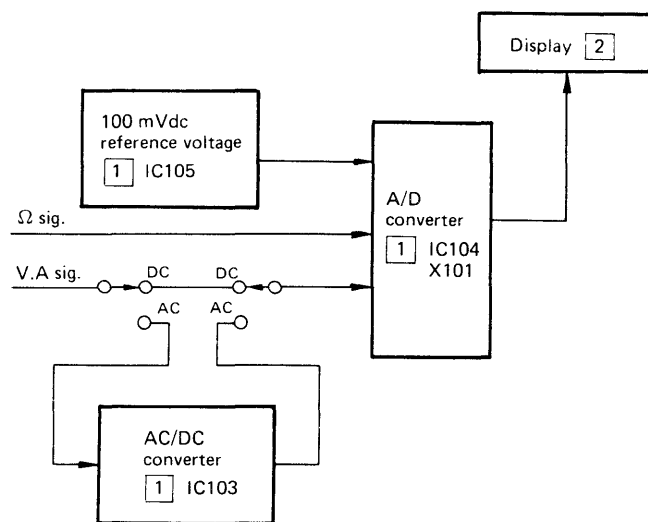 Display 2
100 mVdc
reference voltage
1 IC105
A/D
converter
1 IC104
X101
Ω sig.
V.A sig.
DC DC
AC AC
AC/DC
converter
1 IC103